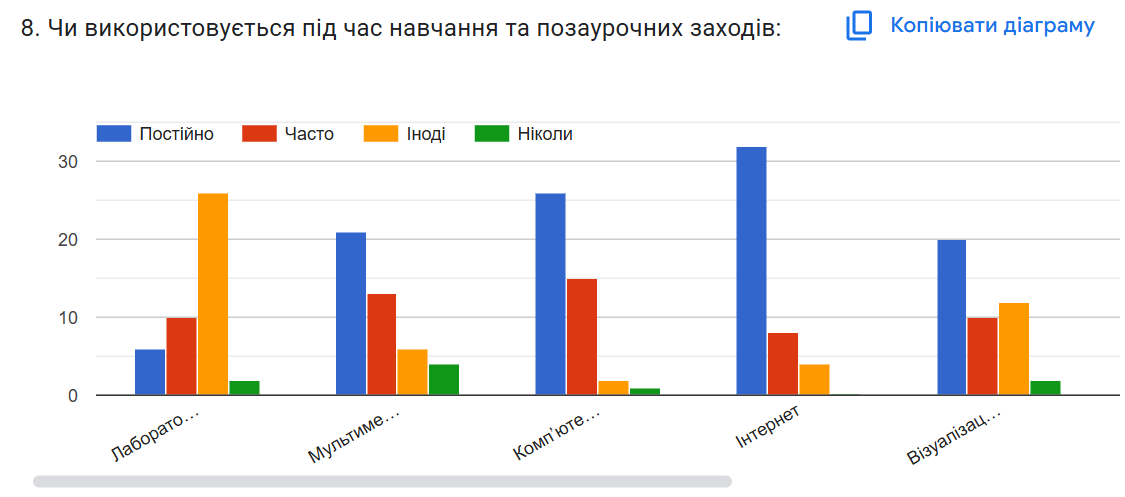 8. Чи використовується під час навчання та позаурочних заходів:
Копіювати діаграму
Постійно Часто Іноді Ніколи
30
20
10
0
Лаборато… Мультиме… Комп'юте… Інтернет Візуалізац…